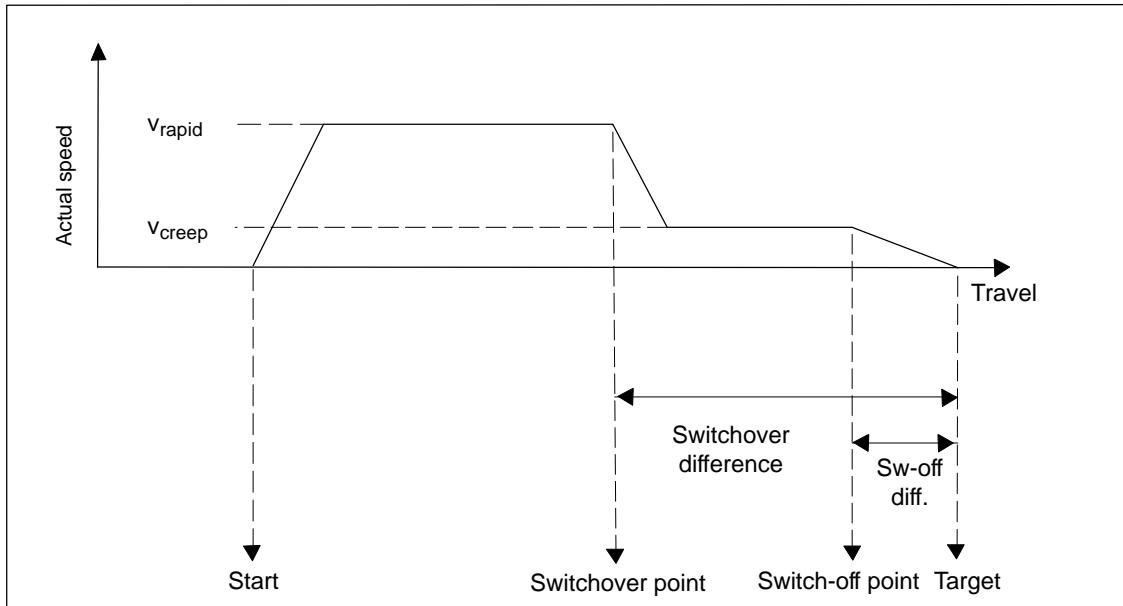 Actual speed
vrapid
vcreep
Travel
Switchover
difference
Sw-off
diff.
Start
Switchover point
Switch-off point
Target